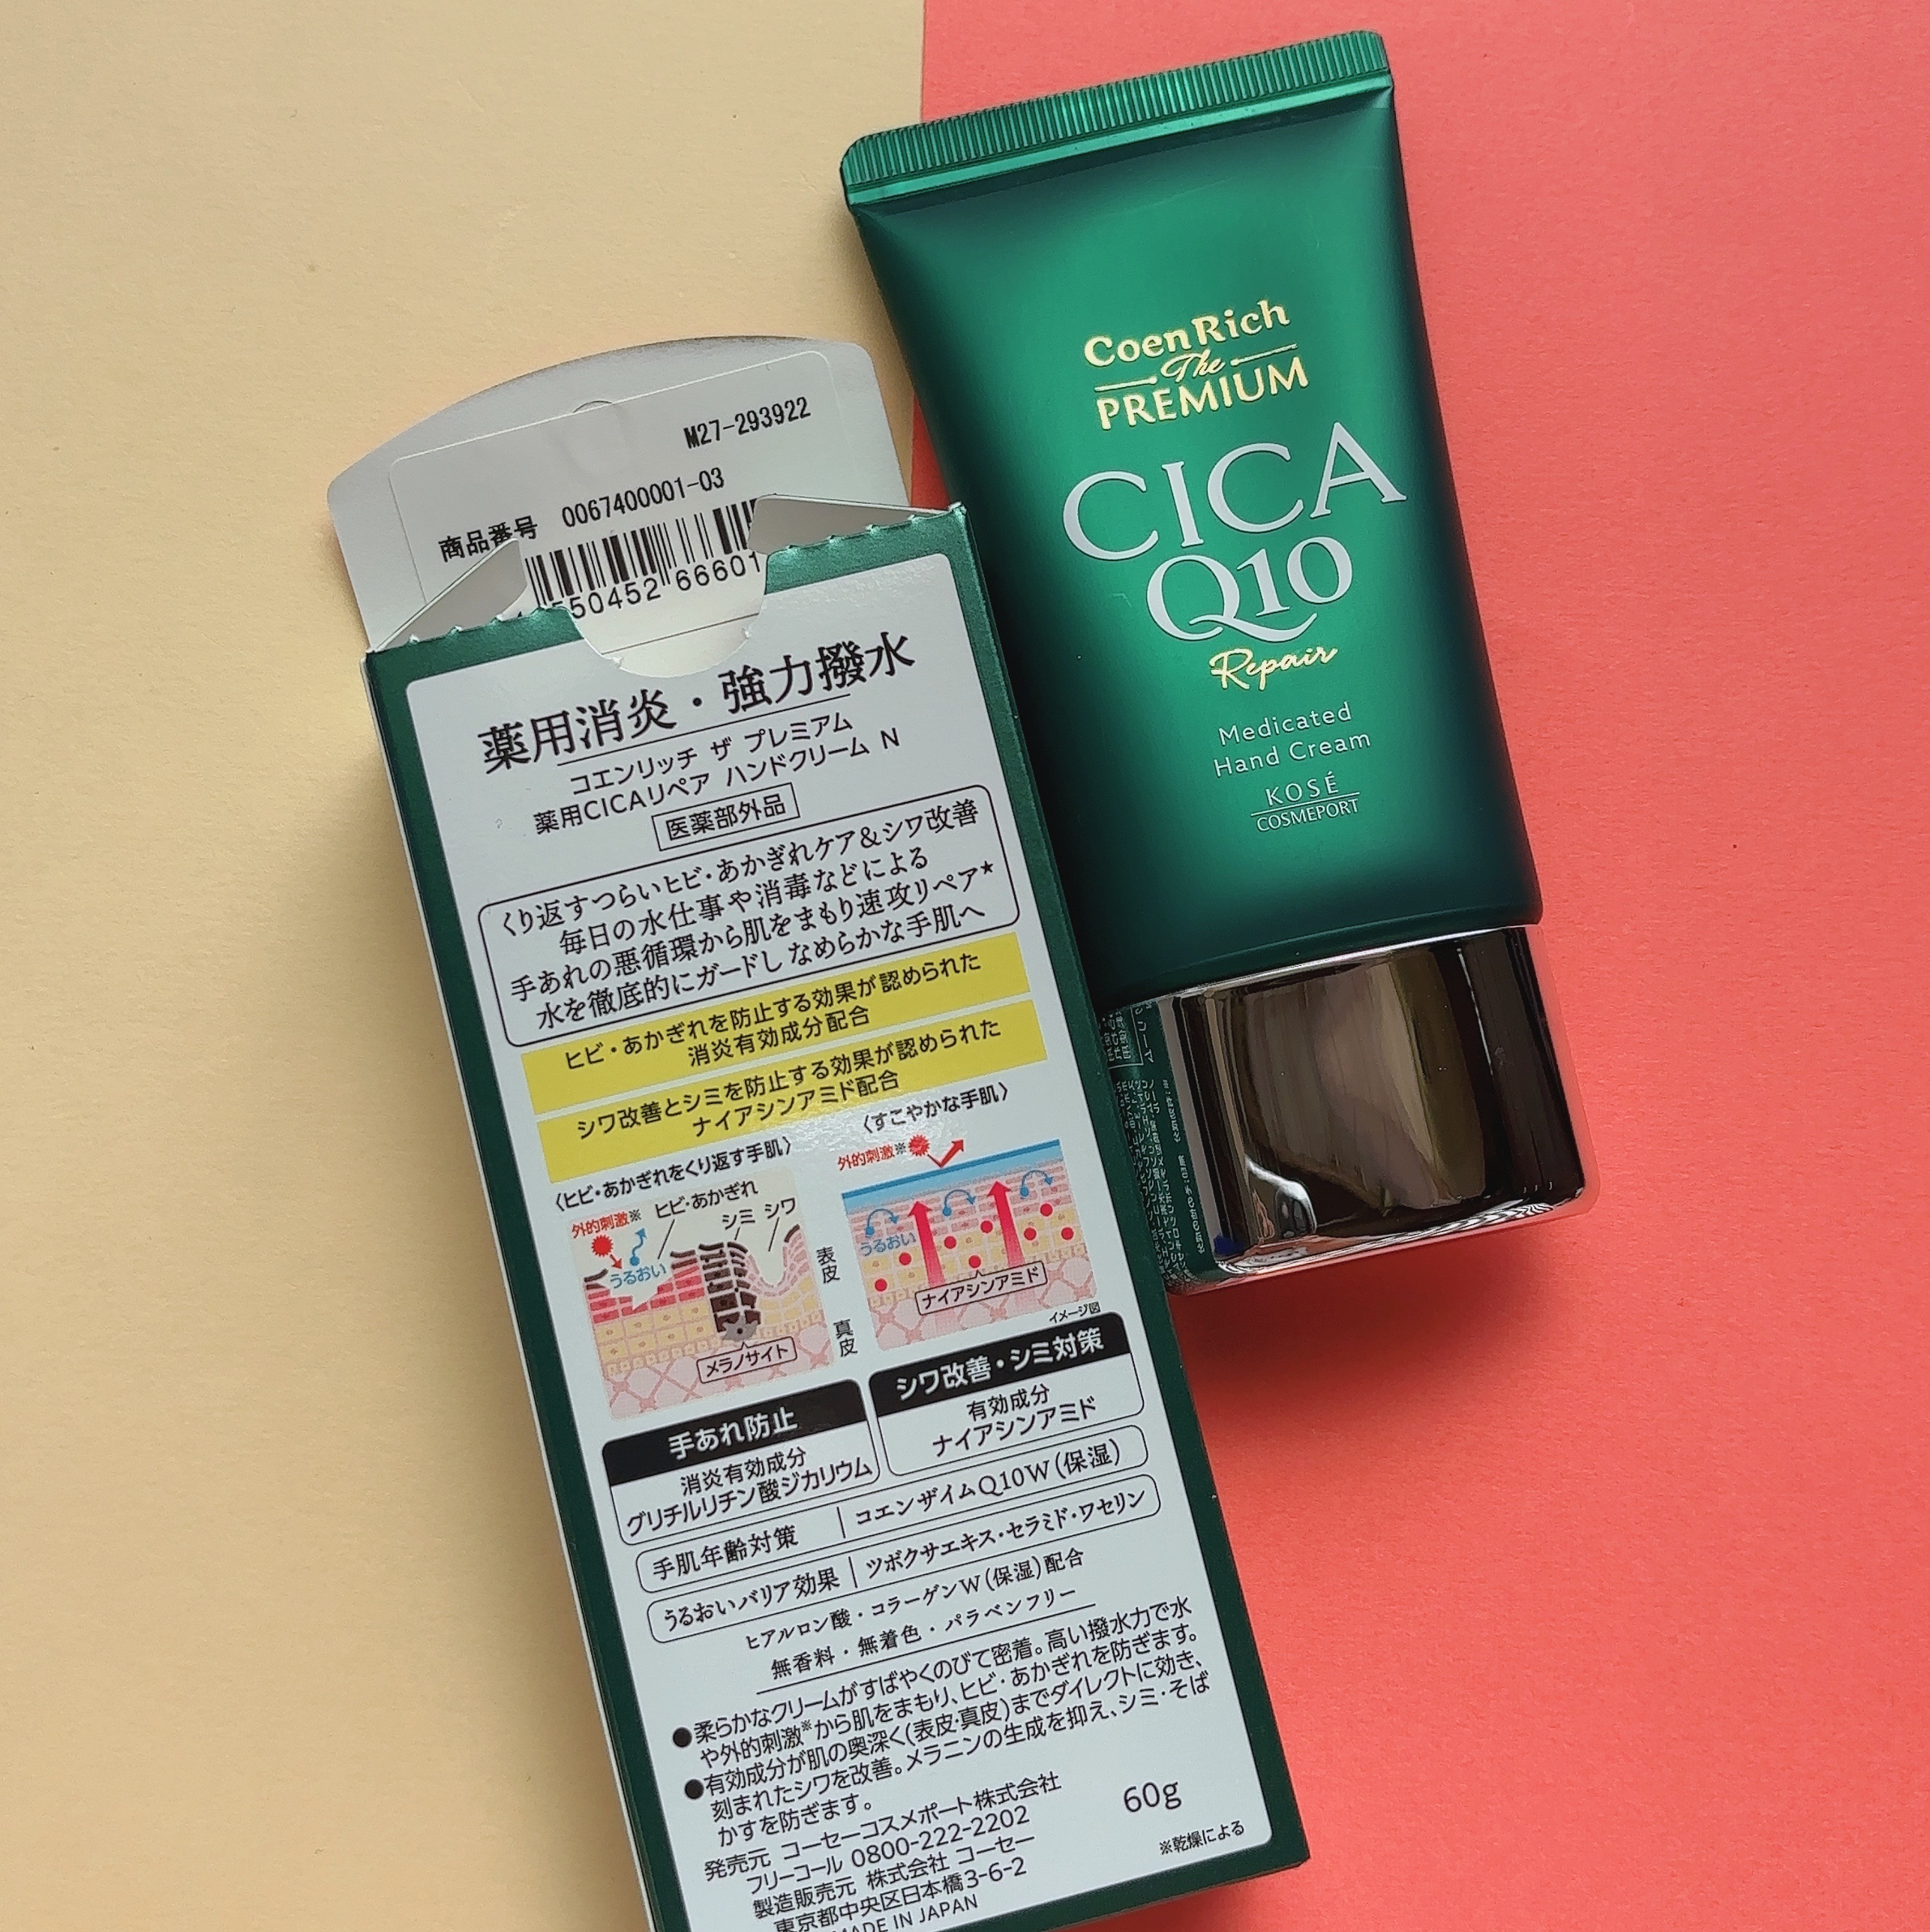 M27-293922
商品番号 0067400001-03
550452 66601
薬用消炎・強力撥水
コエンリッチ ザ プレミアム
薬用CICAリペア ハンドクリーム N
医薬部外品
くり返すつらいヒビ・あかぎれケア&シワ改善
毎日の水仕事や消毒などによる
手あれの悪循環から肌をまもり速攻リペア★
水を徹底的にガードし なめらかな手肌へ
ヒビ・あかぎれを防止する効果が認められた
消炎有効成分配合
シワ改善とシミを防止する効果が認められた
ナイアシンアミド配合
〈ヒビ・あかぎれをくり返す手肌〉
外的刺激※
ヒビ・あかぎれ
シミ シワ
うるおい
メラノサイト
表皮
真皮
〈すこやかな手肌〉
外的刺激※
うるおい
ナイアシンアミド
イメージ図
手あれ防止
消炎有効成分
グリチルリチン酸ジカリウム
シワ改善・シミ対策
有効成分
ナイアシンアミド
手肌年齢対策 | コエンザイムQ10W(保湿)
うるおいバリア効果 | ツボクサエキス・セラミド・ワセリン
ヒアルロン酸・コラーゲンW(保湿)配合
無香料・無着色・パラベンフリー
●柔らかなクリームがすばやくのびて密着。高い撥水力で水
や外的刺激※から肌をまもり、ヒビ・あかぎれを防ぎます。
●有効成分が肌の奥深く(表皮・真皮)までダイレクトに効き、
刻まれたシワを改善。メラニンの生成を抑え、シミ・そば
かすを防ぎます。
発売元 コーセーコスメポート株式会社
フリーコール 0800-222-2202
製造販売元 株式会社 コーセー
東京都中央区日本橋3-6-2
MADE IN JAPAN
60g
※乾燥による
CoenRich
The
PREMIUM
CICA
Q10
Repair
Medicated
Hand Cream
KOSÉ
COSMEPORT